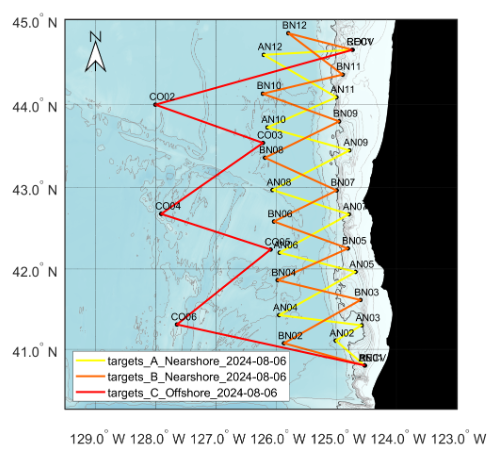 45.0° N
44.0° N
43.0° N
42.0° N
41.0° N
N
BN12
AN12
RECV
BN11
BN10
AN11
CO02
AN10
BN09
CO03
BN08
AN09
AN08
BN07
CO04
BN06
AN07
CO05
AN06
BN05
BN04
AN05
BN03
AN04
CO06
AN03
BN02
AN02
targets_A_Nearshore_2024-08-06
targets_B_Nearshore_2024-08-06
targets_C_Offshore_2024-08-06
129.0° W 128.0° W 127.0° W 126.0° W 125.0° W 124.0° W 123.0° W